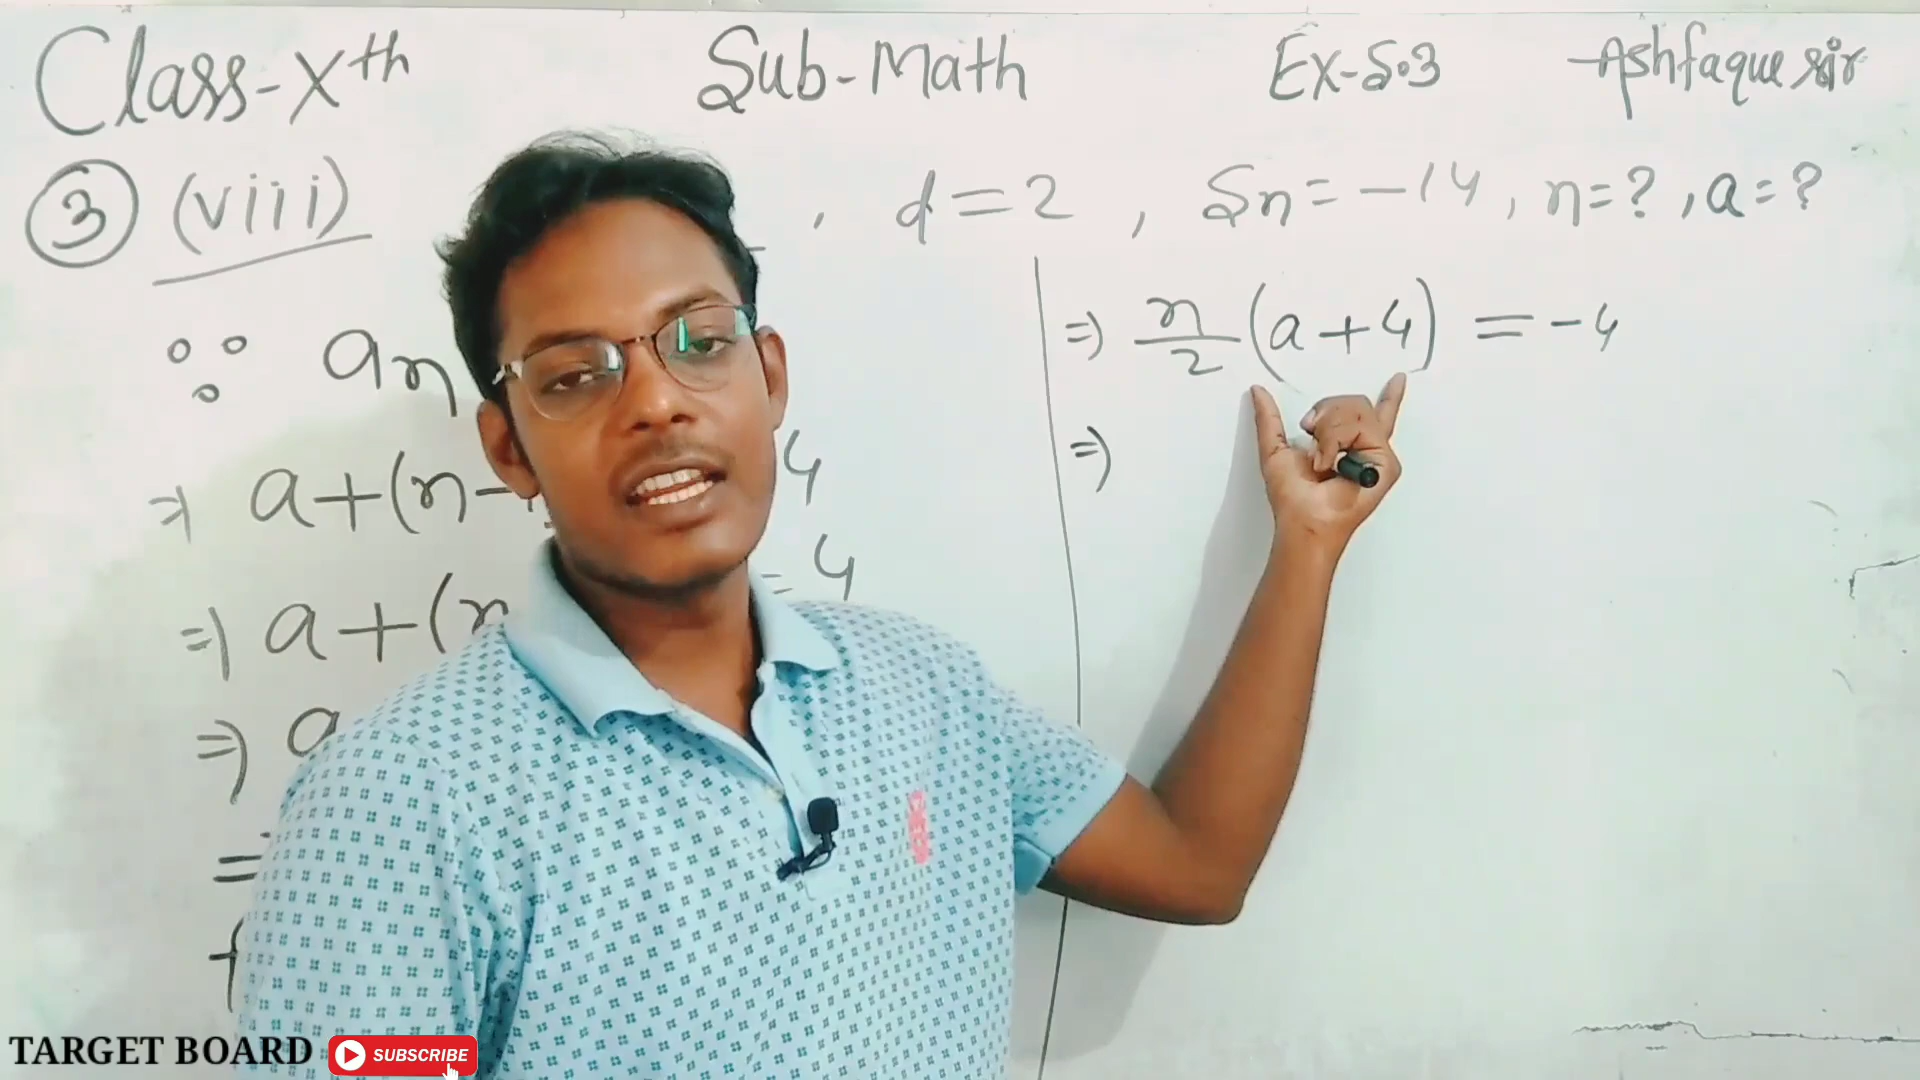 Class-Xth Sub-Math Ex-5.3 Ashfaque sir
③ (viii) , d=2 , Sn=-14, n=?, a=?
∵ an
⇒ a+(n- 4
⇒ a+(n = 4
⇒ a
=
⇒ n/2 (a+4) = -4
⇒
TARGET BOARD SUBSCRIBE